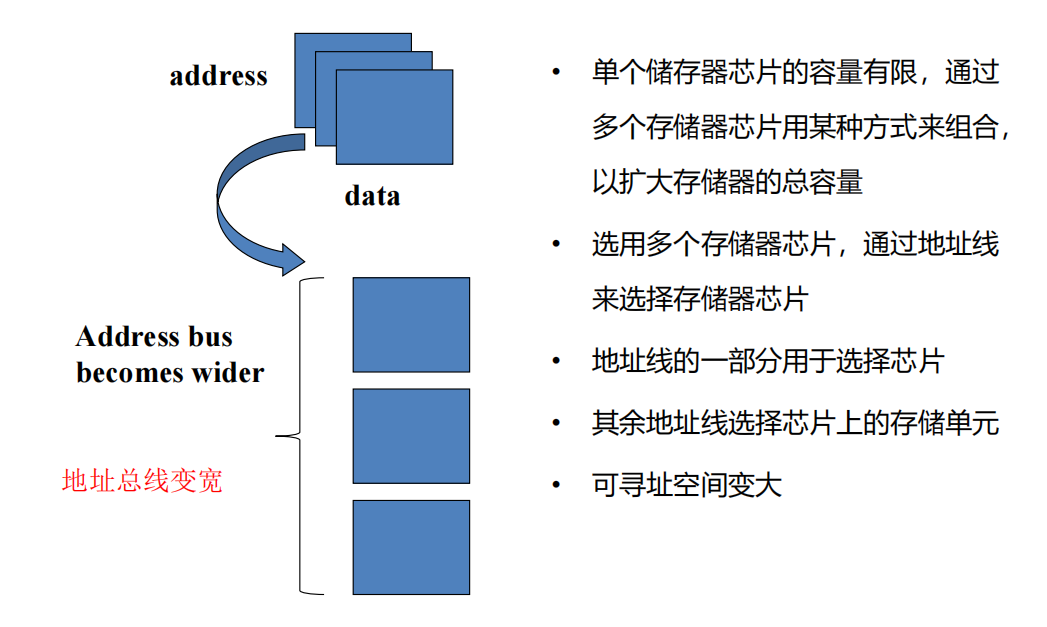 address
data
Address bus
becomes wider
地址总线变宽
• 单个储存器芯片的容量有限，通过
多个存储器芯片用某种方式来组合，
以扩大存储器的总容量
• 选用多个存储器芯片，通过地址线
来选择存储器芯片
• 地址线的一部分用于选择芯片
• 其余地址线选择芯片上的存储单元
• 可寻址空间变大